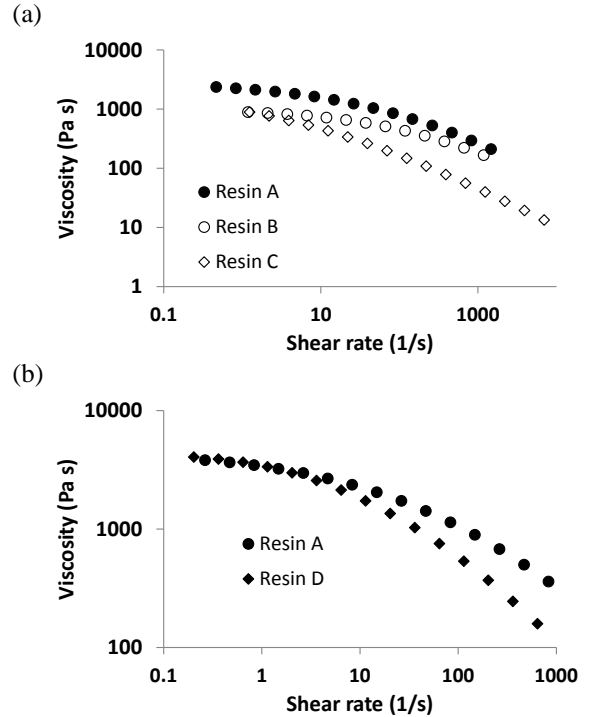 (a)
10000
1000
100
10
1
Viscosity (Pa s)
Resin A
Resin B
Resin C
0.1
10
1000
Shear rate (1/s)
(b)
10000
1000
100
Viscosity (Pa s)
Resin A
Resin D
0.1
1
10
100
1000
Shear rate (1/s)